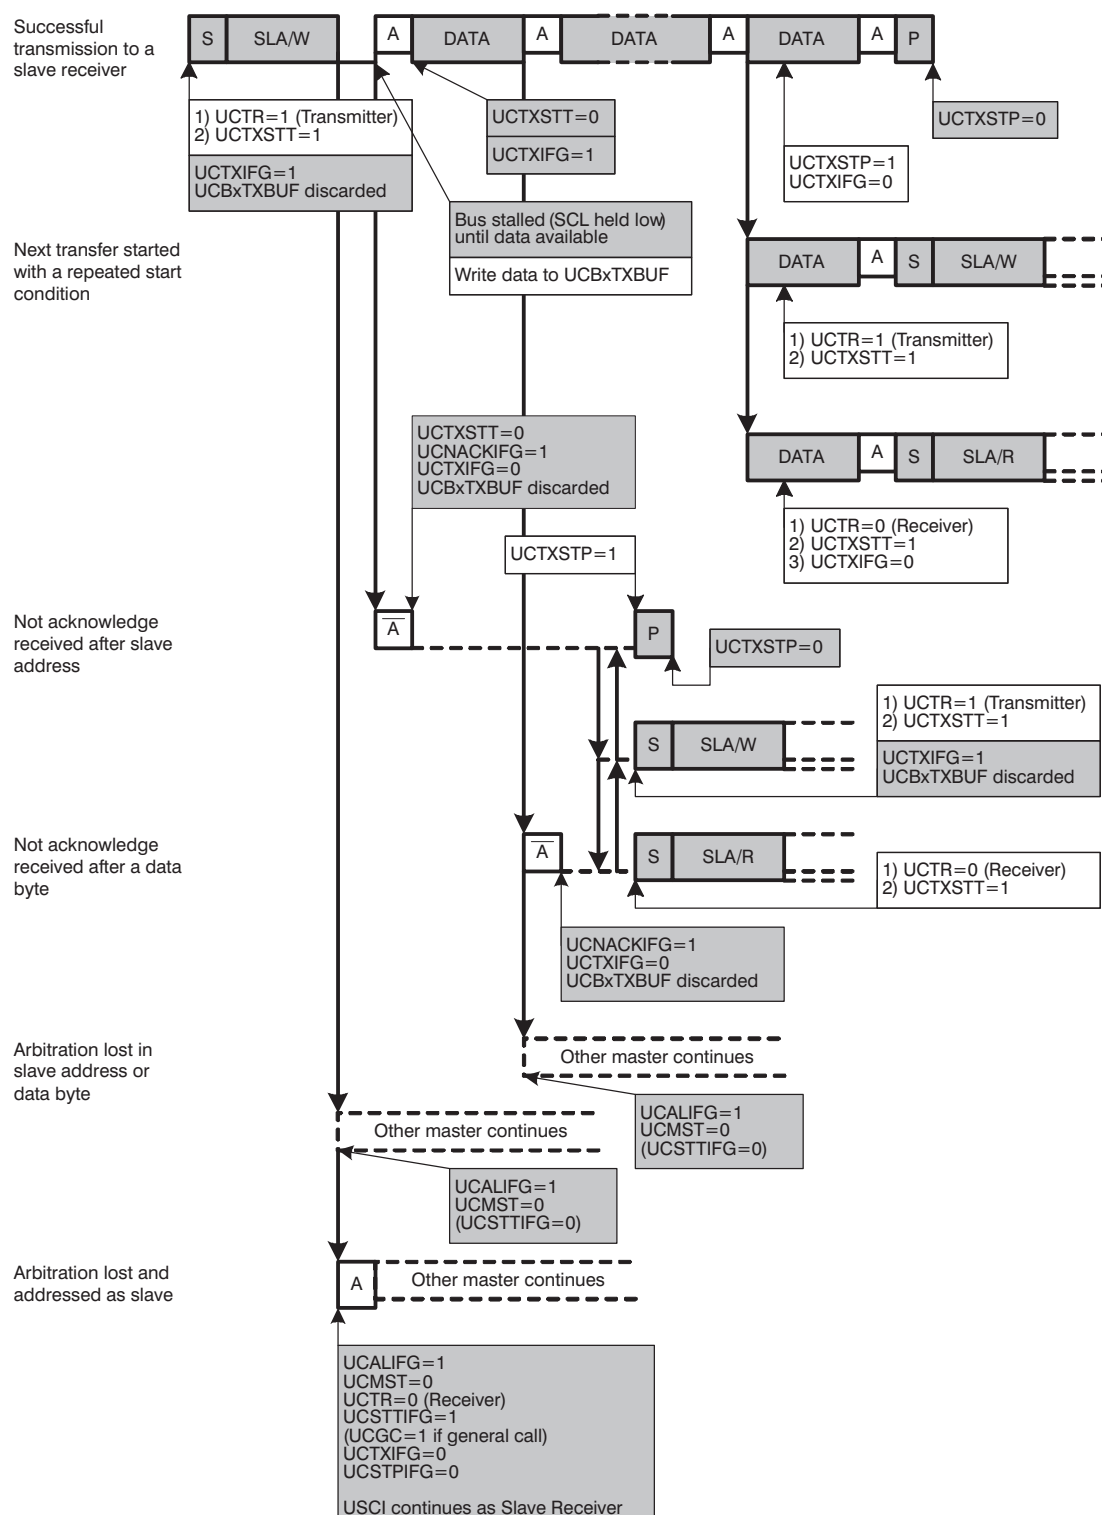 Successful
transmission to a
slave receiver
S SLA/W A DATA A DATA A DATA A P
1) UCTR=1 (Transmitter)
2) UCTXSTT=1
UCTXIFG=1
UCBxTXBUF discarded
UCTXSTT=0
UCTXIFG=1
Bus stalled (SCL held low)
until data available
Write data to UCBxTXBUF
UCTXSTP=1
UCTXIFG=0
UCTXSTP=0
Next transfer started
with a repeated start
condition
DATA A S SLA/W
1) UCTR=1 (Transmitter)
2) UCTXSTT=1
DATA A S SLA/R
1) UCTR=0 (Receiver)
2) UCTXSTT=1
3) UCTXIFG=0
UCTXSTT=0
UCNACKIFG=1
UCTXIFG=0
UCBxTXBUF discarded
UCTXSTP=1
Not acknowledge
received after slave
address
A̅ P
UCTXSTP=0
S SLA/W
1) UCTR=1 (Transmitter)
2) UCTXSTT=1
UCTXIFG=1
UCBxTXBUF discarded
Not acknowledge
received after a data
byte
A̅ S SLA/R
1) UCTR=0 (Receiver)
2) UCTXSTT=1
UCNACKIFG=1
UCTXIFG=0
UCBxTXBUF discarded
Arbitration lost in
slave address or
data byte
Other master continues
UCALIFG=1
UCMST=0
(UCSTTIFG=0)
Other master continues
UCALIFG=1
UCMST=0
(UCSTTIFG=0)
Arbitration lost and
addressed as slave
A Other master continues
UCALIFG=1
UCMST=0
UCTR=0 (Receiver)
UCSTTIFG=1
(UCGC=1 if general call)
UCTXIFG=0
UCSTPIFG=0
USCI continues as Slave Receiver